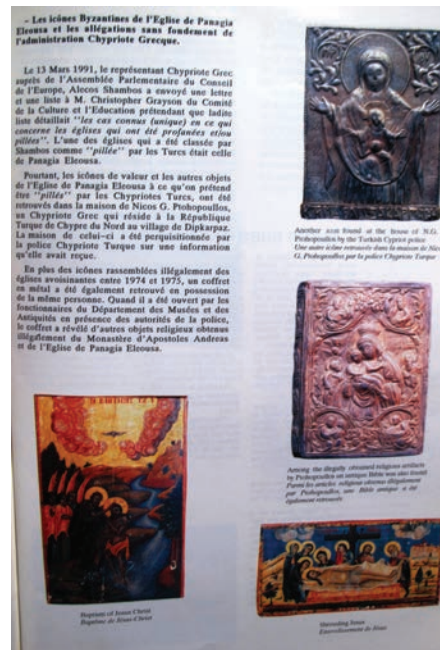 – Les icônes Byzantines de l'Eglise de Panagia
Eleousa et les allégations sans fondement de
l'administration Chypriote Grecque.
Le 13 Mars 1991, le représentant Chypriote Grec
auprès de l'Assemblée Parlementaire du Conseil
de l'Europe, Alecos Shambos a envoyé une lettre
et une liste à M. Christopher Grayson du Comité
de la Culture et l'Education prétendant que ladite
liste détaillait "les cas connus (unique) en ce qui
concerne les églises qui ont été profanées et/ou
pillées". L'une des églises qui a été classée par
Shambos comme "pillée" par les Turcs était celle
de Panagia Elcousa.
Pourtant, les icônes de valeur et les autres objets
de l'Eglise de Panagia Eleousa à ce qu'on prétend
être "pillés" par les Chypriotes Turcs, ont été
retrouvés dans la maison de Nicos G. Ptohopoullos,
un Chypriote Grec qui réside à la République
Turque de Chypre du Nord au village de Dipkarpaz.
La maison de celui-ci a été perquisitionnée par
la police Chypriote Turque sur une information
qu'elle avait reçue.
En plus des icônes rassemblées illégalement des
églises avoisinantes entre 1974 et 1975, un coffret
en métal a été également retrouvé en possession
de la même personne. Quand il a été ouvert par les
fonctionnaires du Département des Musées et des
Antiquités en présence des autorités de la police,
le coffret a révélé d'autres objets religieux obtenus
illégalement du Monastère d'Apostolos Andreas
et de l'Eglise de Panagia Eleousa.
Baptism of Jesus Christ
Baptême de Jésus-Christ
Another icon found at the house of N.G.
Ptohopoullos by the Turkish Cypriot police
Une autre icône retrouvée dans la maison de Nicos
G. Ptohopoullos par la police Chypriote Turque
Among the illegally obtained religious artifacts
by Ptohopoullos an antique Bible was also found
Parmi les articles religieux obtenus illégalement
par Ptohopoullos, une Bible antique a été
également retrouvée
Shrouding Jesus
Ensevelissement de Jésus